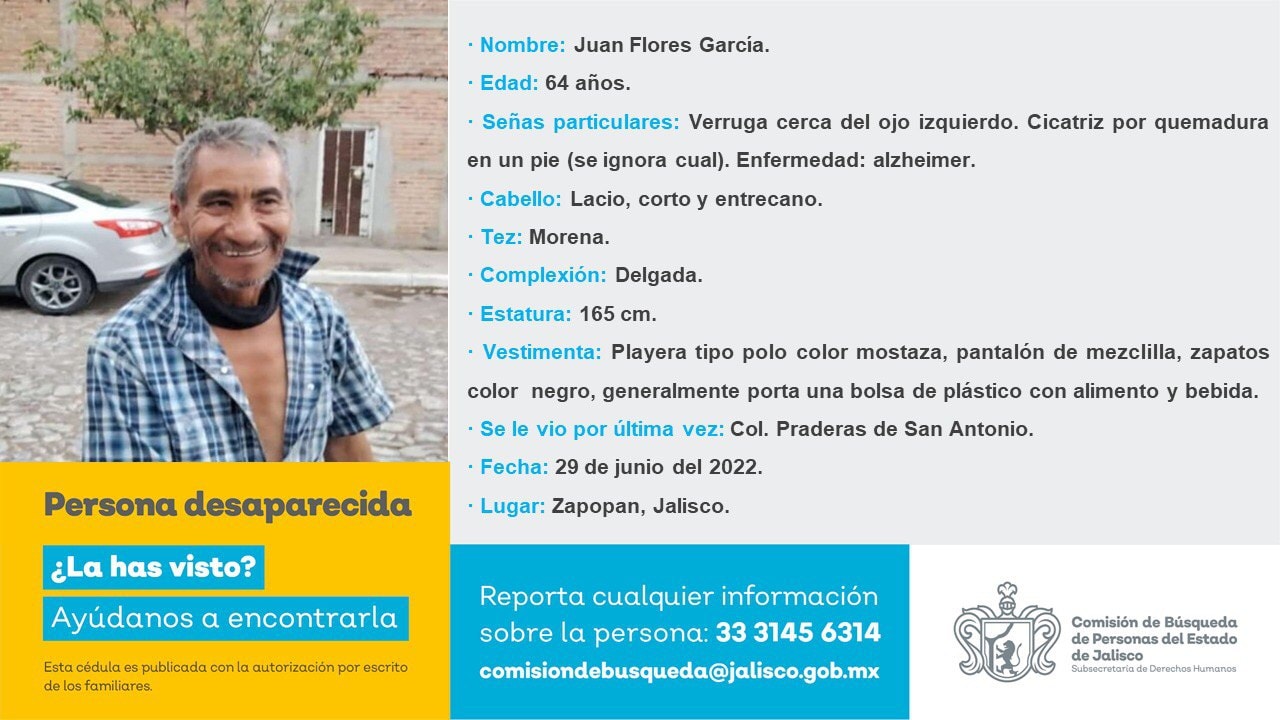 · Nombre: Juan Flores García.
· Edad: 64 años.
· Señas particulares: Verruga cerca del ojo izquierdo. Cicatriz por quemadura
en un pie (se ignora cual). Enfermedad: alzheimer.
· Cabello: Lacio, corto y entrecano.
· Tez: Morena.
· Complexión: Delgada.
· Estatura: 165 cm.
· Vestimenta: Playera tipo polo color mostaza, pantalón de mezclilla, zapatos
color negro, generalmente porta una bolsa de plástico con alimento y bebida.
· Se le vio por última vez: Col. Praderas de San Antonio.
· Fecha: 29 de junio del 2022.
· Lugar: Zapopan, Jalisco.
Persona desaparecida
¿La has visto?
Ayúdanos a encontrarla
Esta cédula es publicada con la autorización por escrito
de los familiares.
Reporta cualquier información
sobre la persona: 33 3145 6314
comisiondebusqueda@jalisco.gob.mx
Comisión de Búsqueda
de Personas del Estado
de Jalisco
Subsecretaría de Derechos Humanos